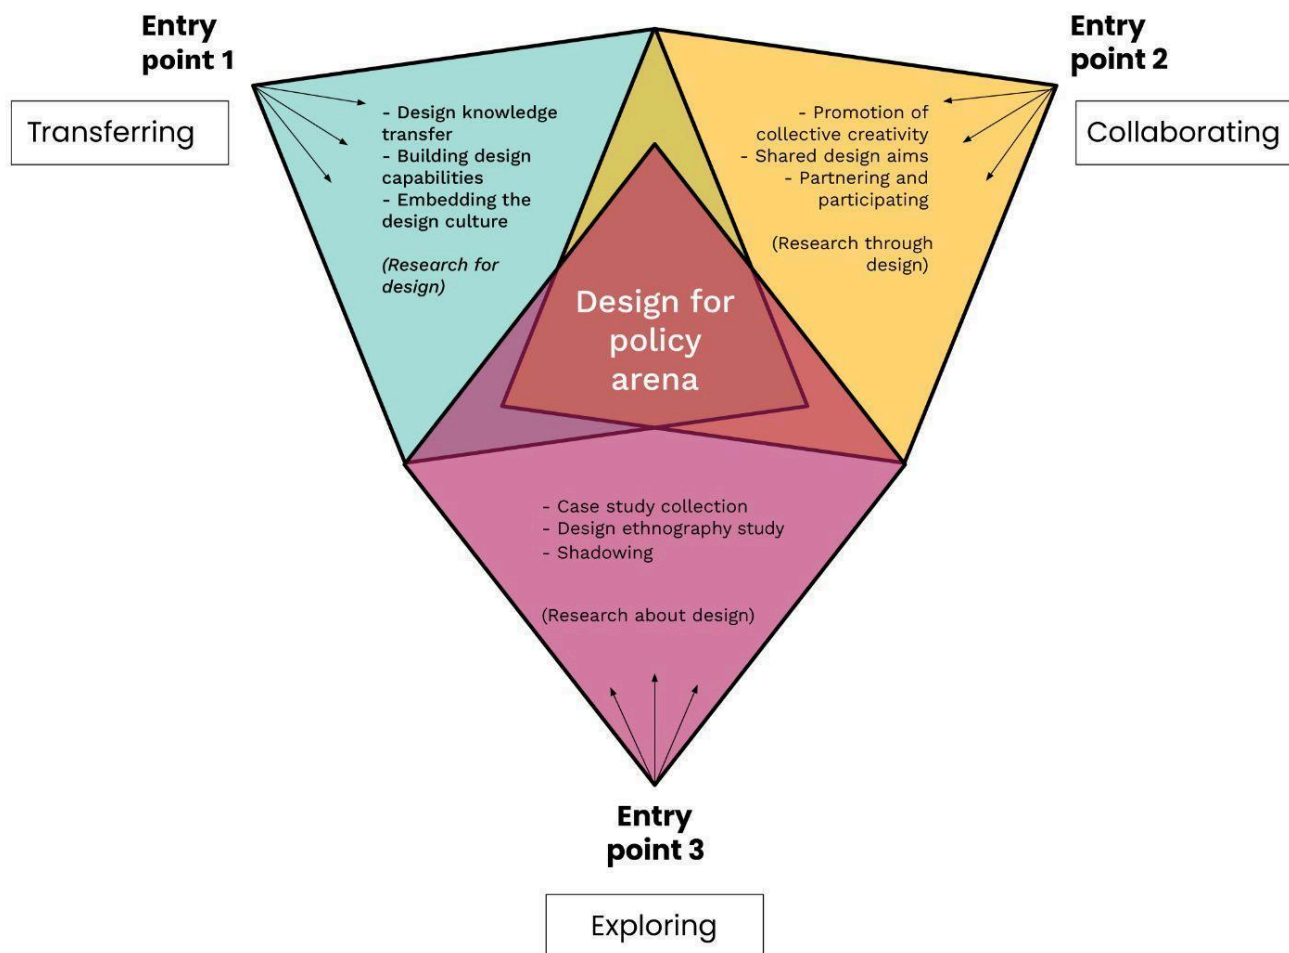 Entry
point 1
Transferring
- Design knowledge
transfer
- Building design
capabilities
- Embedding the
design culture
(Research for
design)
Entry
point 2
Collaborating
- Promotion of
collective creativity
- Shared design aims
- Partnering and
participating
(Research through
design)
Design for
policy
arena
- Case study collection
- Design ethnography study
- Shadowing
(Research about design)
Entry
point 3
Exploring